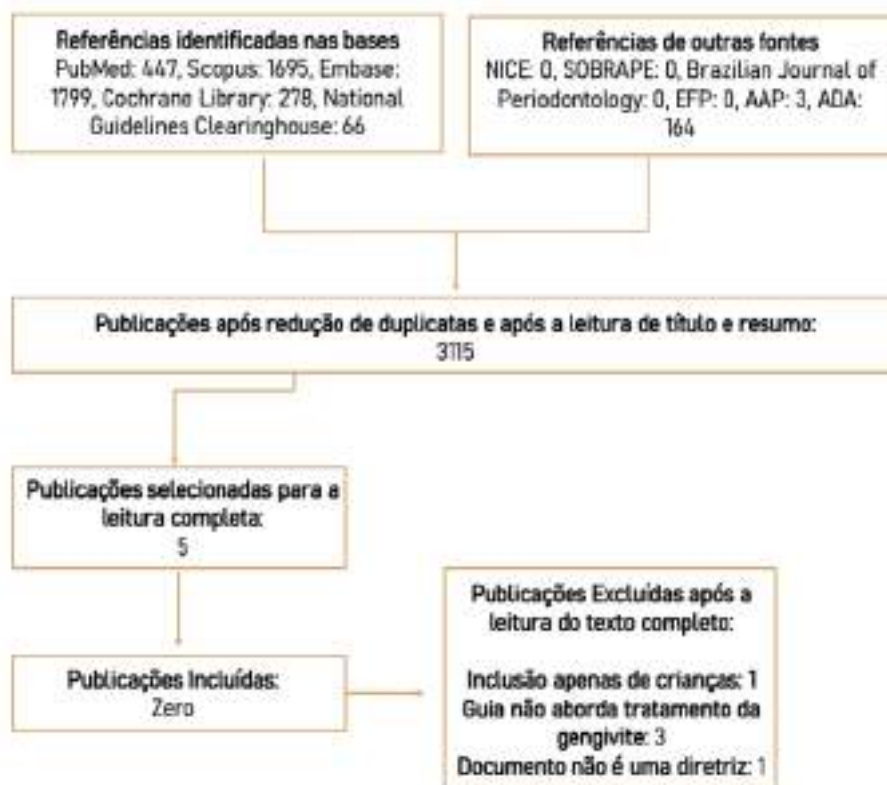 Referências identificadas nas bases
PubMed: 447, Scopus: 1695, Embase:
1799, Cochrane Library: 278, National
Guidelines Clearinghouse: 66
Referências de outras fontes
NICE: 0, SOBRAPE: 0, Brazilian Journal of
Periodontology: 0, EFP: 0, AAP: 3, ADA:
164
Publicações após redução de duplicatas e após a leitura de título e resumo:
3115
Publicações selecionadas para a
leitura completa:
5
Publicações Incluídas:
Zero
Publicações Excluídas após a
leitura do texto completo:
Inclusão apenas de crianças: 1
Guia não aborda tratamento da
gengivite: 3
Documento não é uma diretriz: 1